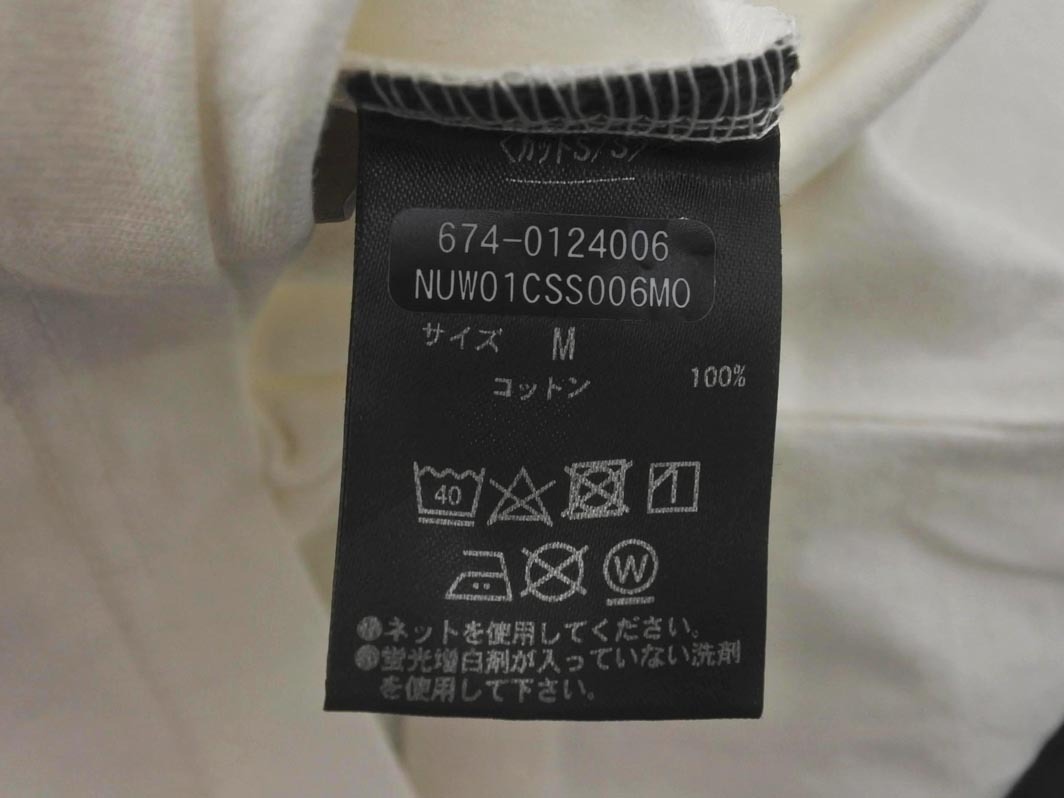 〈カットS/S〉
674-0124006
NUW01CSS006MO
サイズ M
コットン 100%
40
W
●ネットを使用してください。
●蛍光増白剤が入っていない洗剤
を使用して下さい。